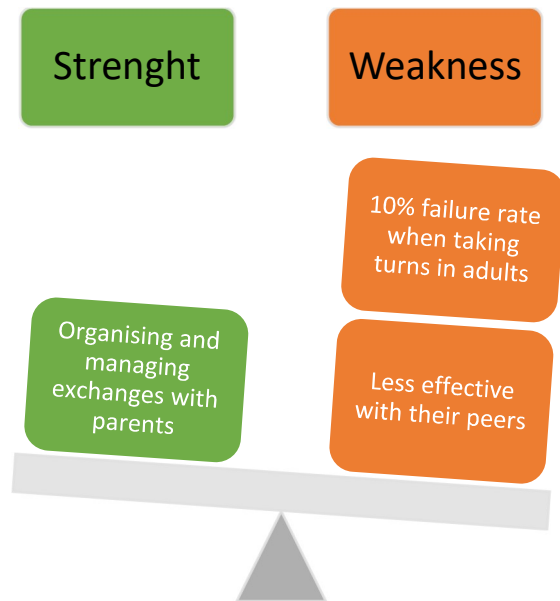 Strenght
Weakness
10% failure rate
when taking
turns in adults
Organising and
managing
exchanges with
parents
Less effective
with their peers